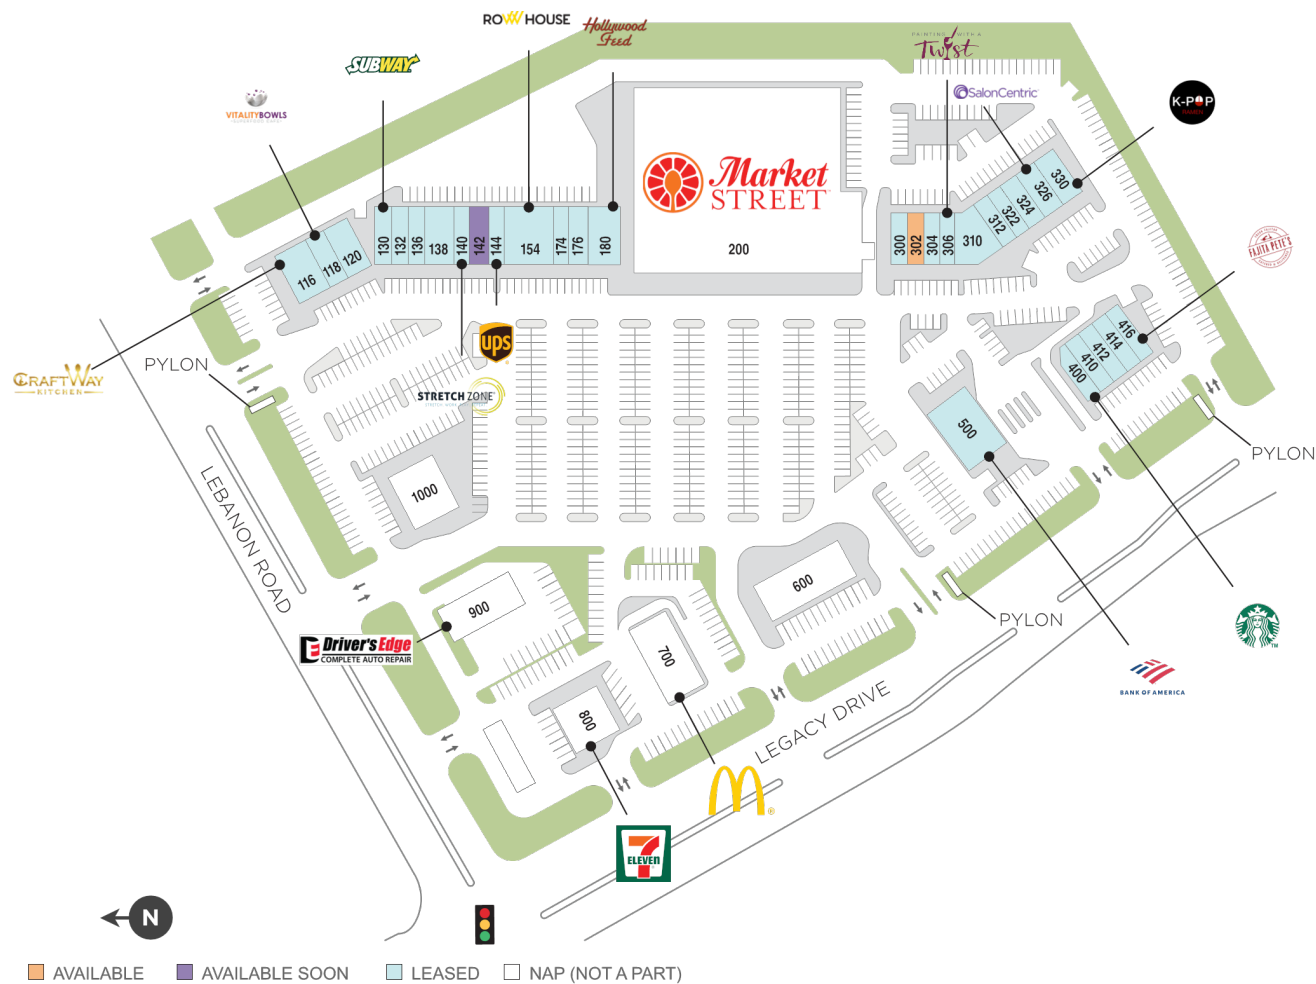 ROW HOUSE
Hollywood
Feed
PAINTING WITH A
Twist
SUBWAY
SalonCentric
K-POP
RAMEN
VITALITYBOWLS
Market
STREET
130
132
136
138
140
142
144
154
174
176
180
200
300
302
304
306
310
312
322
324
326
330
116
118
120
FAJITA PETE'S
ups
CRAFTWAY
KITCHEN
PYLON
STRETCH ZONE
400
410
412
414
416
500
PYLON
1000
LEBANON ROAD
600
900
PYLON
Driver's Edge
COMPLETE AUTO REPAIR
700
800
BANK OF AMERICA
LEGACY DRIVE
7
ELEVEN
N
AVAILABLE
AVAILABLE SOON
LEASED
NAP (NOT A PART)